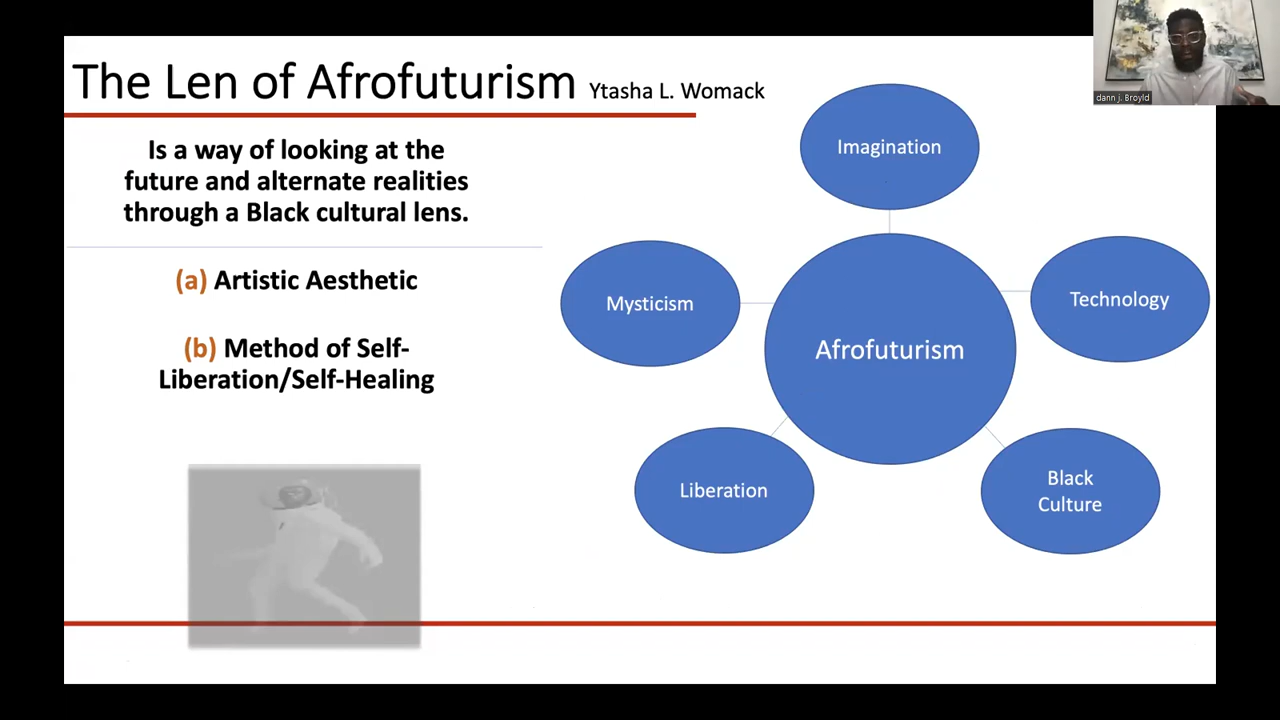 The Len of Afrofuturism Ytasha L. Womack
Is a way of looking at the
future and alternate realities
through a Black cultural lens.
(a) Artistic Aesthetic
(b) Method of Self-
Liberation/Self-Healing
Imagination
Mysticism
Technology
Afrofuturism
Liberation
Black
Culture
dann j. Broyld